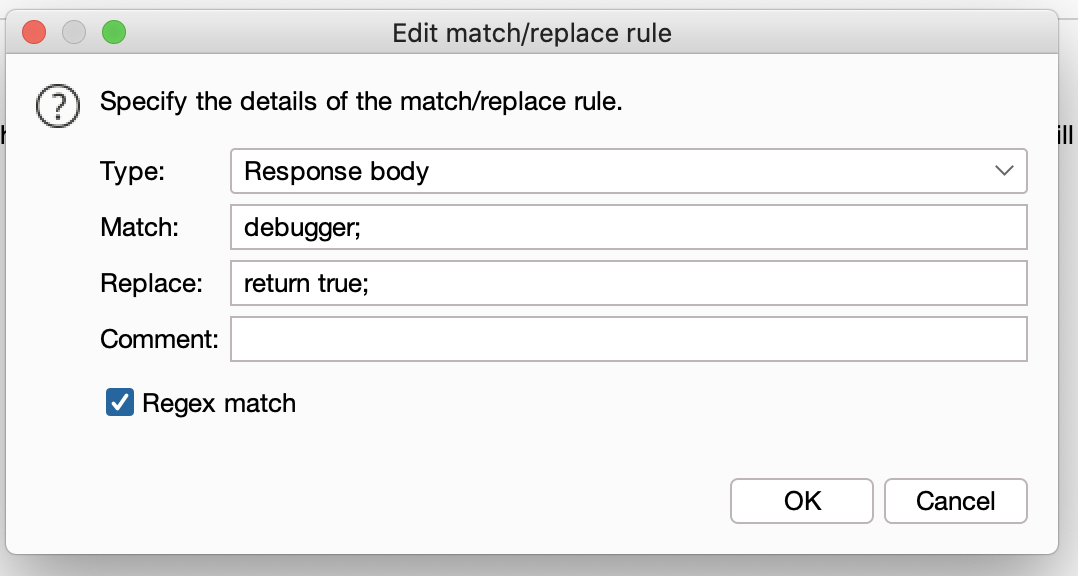 Edit match/replace rule
Specify the details of the match/replace rule.
Type: Response body
ill
Match: debugger;
Replace: return true;
Comment:
Regex match
OK Cancel